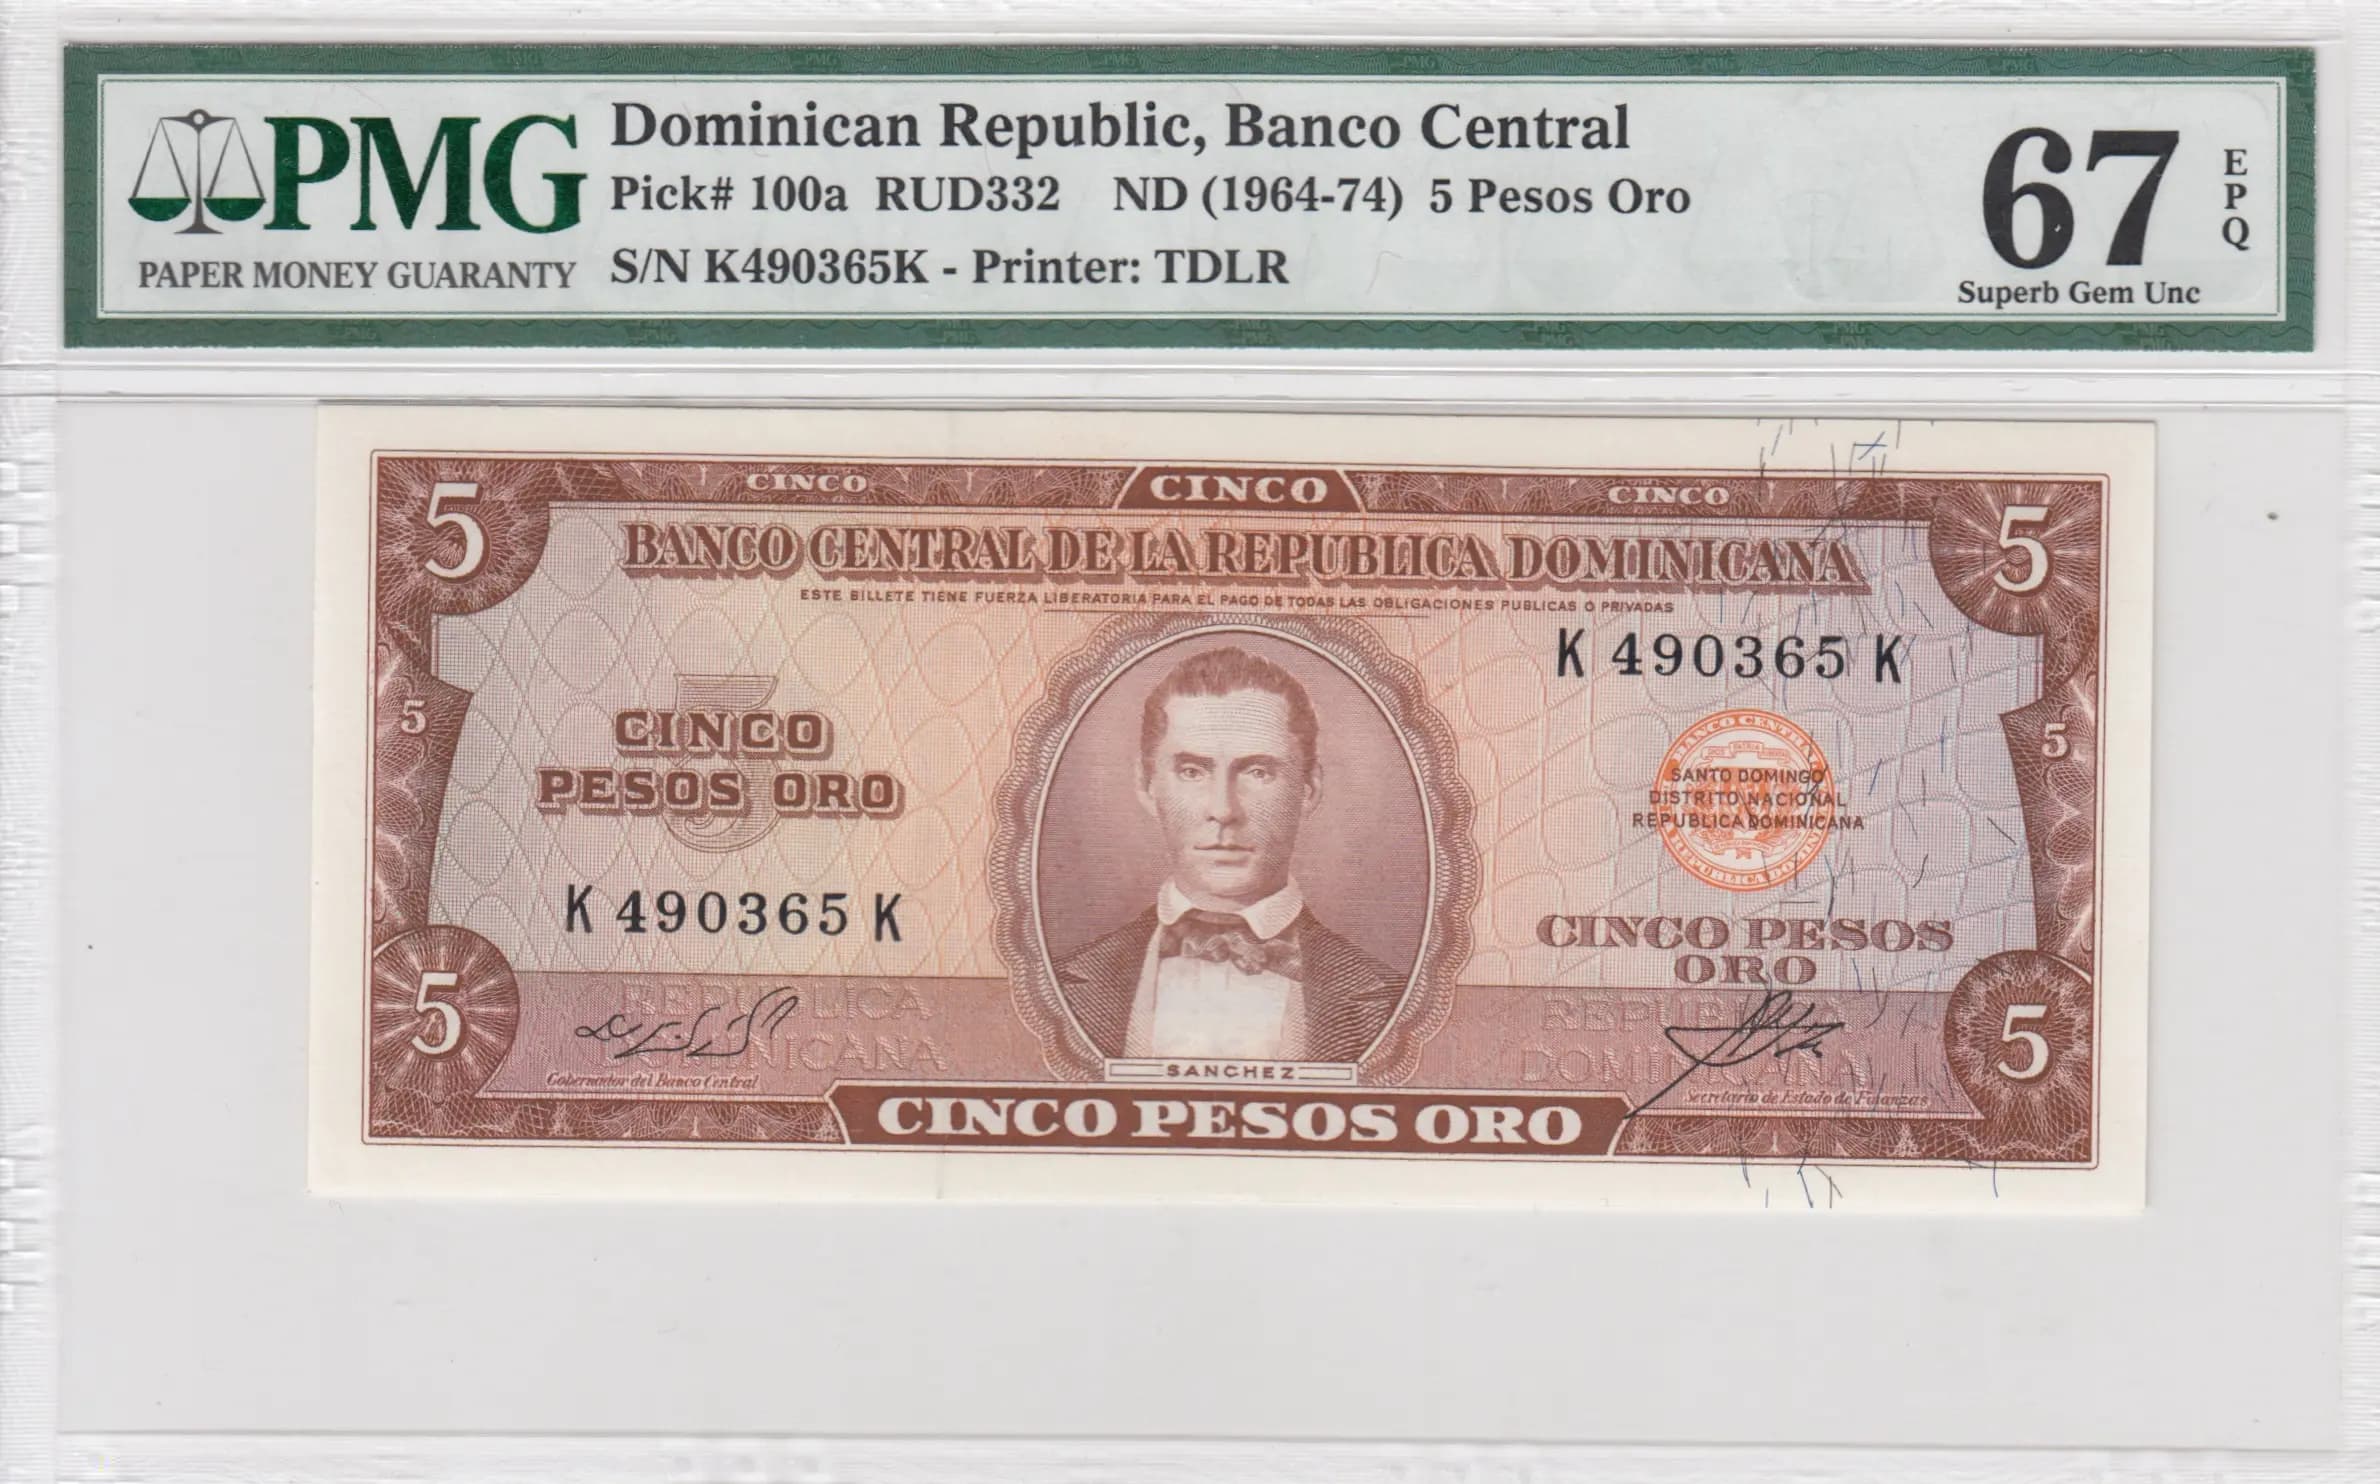 PMG
PAPER MONEY GUARANTY
Dominican Republic, Banco Central
Pick# 100a RUD332 ND (1964-74) 5 Pesos Oro
S/N K490365K - Printer: TDLR
67
EPQ
Superb Gem Unc
5 CINCO CINCO CINCO 5
BANCO CENTRAL DE LA REPUBLICA DOMINICANA
ESTE BILLETE TIENE FUERZA LIBERATORIA PARA EL PAGO DE TODAS LAS OBLIGACIONES PUBLICAS O PRIVADAS
K 490365 K
5 5
5
CINCO
PESOS ORO
BANCO CENTRAL
SANTO DOMINGO
DISTRITO NACIONAL
REPUBLICA DOMINICANA
K 490365 K
CINCO PESOS
ORO
REPUBLICA
DOMINICANA
REPUBLICA
DOMINICANA
5 5
SANCHEZ
Gobernador del Banco Central
Secretario de Estado de Finanzas
CINCO PESOS ORO